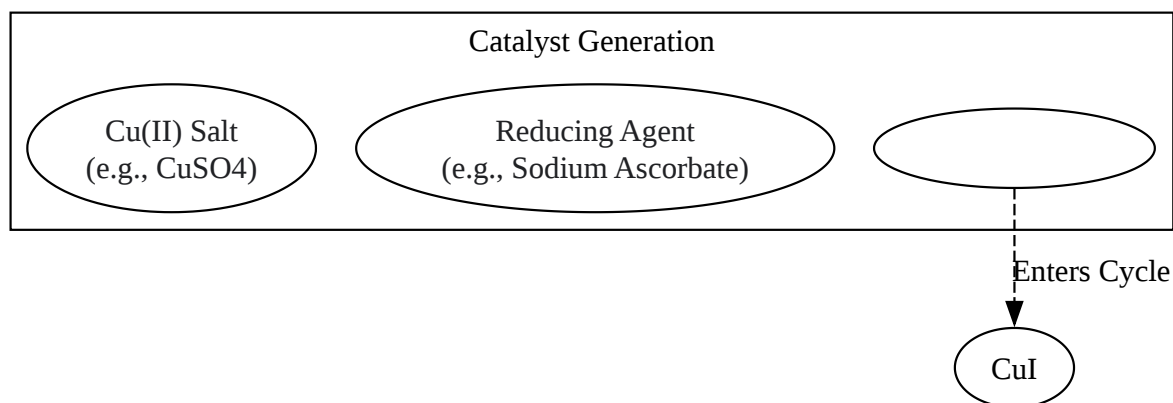 Catalyst Generation
Cu(II) Salt
(e.g., CuSO4)
Reducing Agent
(e.g., Sodium Ascorbate)
Enters Cycle
CuI